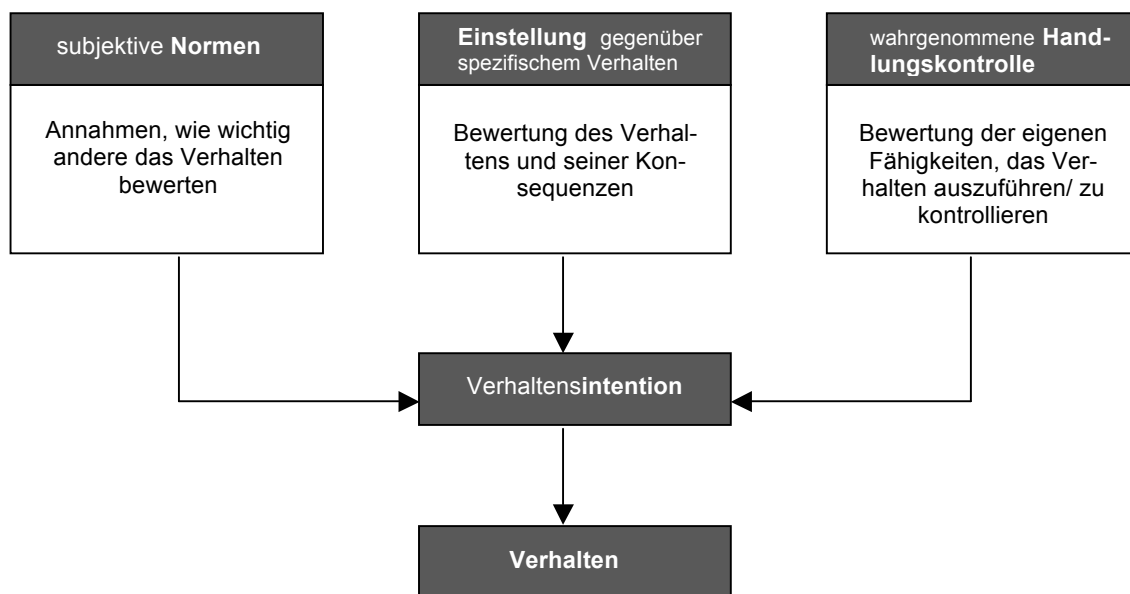 subjektive Normen
Annahmen, wie wichtig
andere das Verhalten
bewerten
Einstellung gegenüber
spezifischem Verhalten
Bewertung des Verhal-
tens und seiner Kon-
sequenzen
wahrgenommene Hand-
lungskontrolle
Bewertung der eigenen
Fähigkeiten, das Ver-
halten auszuführen/ zu
kontrollieren
Verhaltensintention
Verhalten